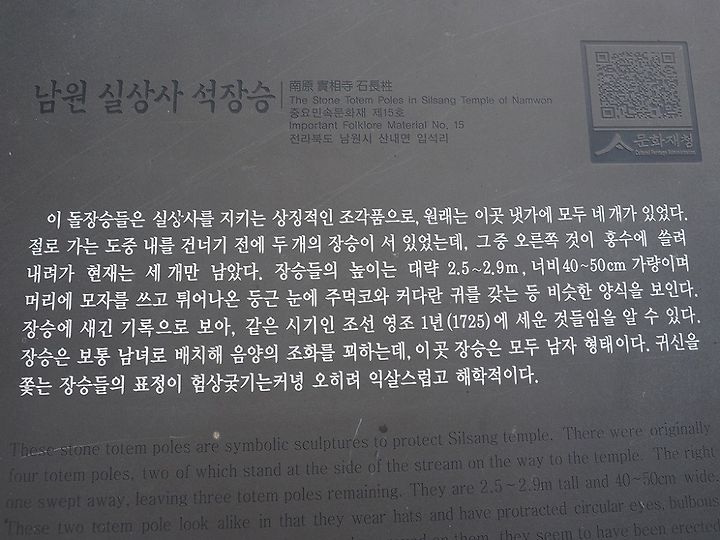 남원 실상사 석장승
南原 實相寺 石長栍
The Stone Totem Poles in Silsang Temple of Namwon
중요민속문화재 제15호
Important Folklore Material No. 15
전라북도 남원시 산내면 입석리
문화재청
Cultural Heritage Administration
이 돌장승들은 실상사를 지키는 상징적인 조각품으로, 원래는 이곳 냇가에 모두 네 개가 있었다.
절로 가는 도중 내를 건너기 전에 두 개의 장승이 서 있었는데, 그중 오른쪽 것이 홍수에 쓸려
내려가 현재는 세 개만 남았다. 장승들의 높이는 대략 2.5~2.9m, 너비 40~50cm 가량이며
머리에 모자를 쓰고 튀어나온 둥근 눈에 주먹코와 커다란 귀를 갖는 등 비슷한 양식을 보인다.
장승에 새긴 기록으로 보아, 같은 시기인 조선 영조 1년(1725)에 세운 것들임을 알 수 있다.
장승은 보통 남녀로 배치해 음양의 조화를 꾀하는데, 이곳 장승은 모두 남자 형태이다. 귀신을
쫓는 장승들의 표정이 험상궂기는커녕 오히려 익살스럽고 해학적이다.
These stone totem poles are symbolic sculptures to protect Silsang temple. There were originally
four totem poles, two of which stand at the side of the stream on the way to the temple. The right
one swept away, leaving three totem poles remaining. They are 2.5~2.9m tall and 40~50cm wide.
These two totem pole look alike in that they wear hats and have protracted circular eyes, bulbous
on them, they seem to have been erected